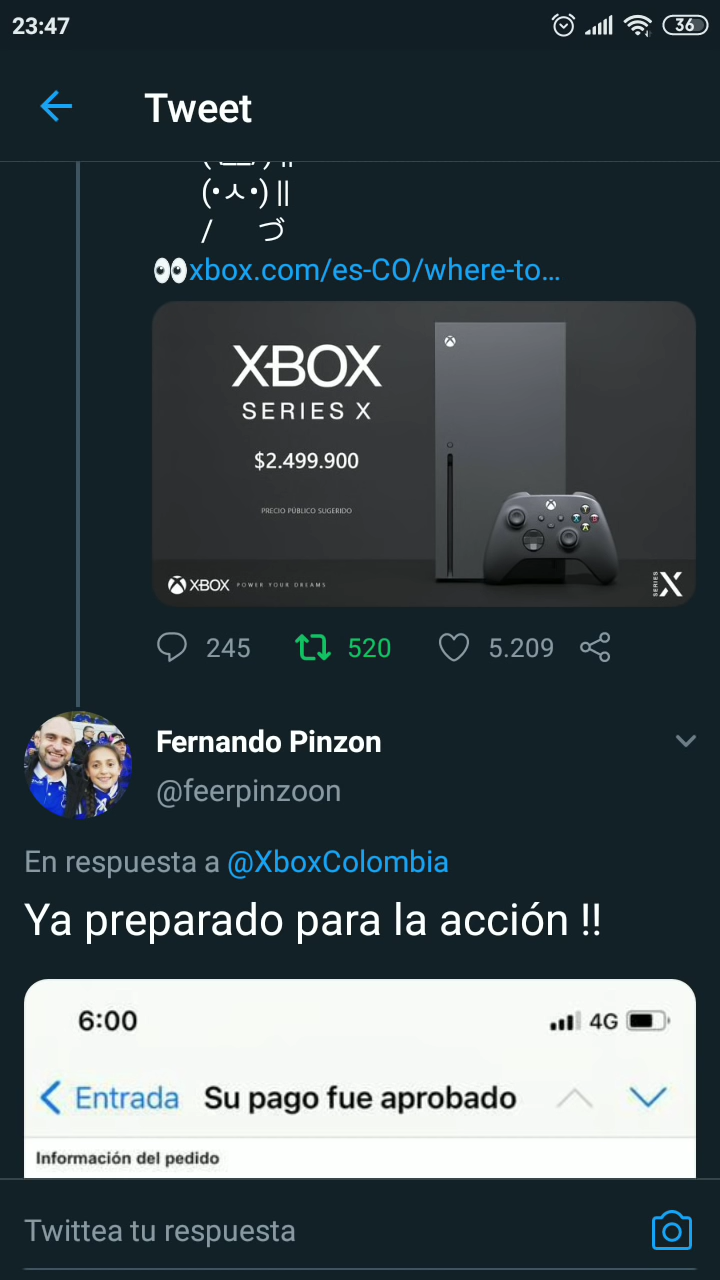 23:47
36
Tweet
(•ㅅ•) ||
/　 づ
👀xbox.com/es-CO/where-to...
XBOX
SERIES X
$2.499.900
PRECIO PÚBLICO SUGERIDO
XBOX POWER YOUR DREAMS
SERIES X
245 520 5.209
Fernando Pinzon
@feerpinzoon
En respuesta a @XboxColombia
Ya preparado para la acción !!
6:00 4G
Entrada Su pago fue aprobado
Información del pedido
Twittea tu respuesta